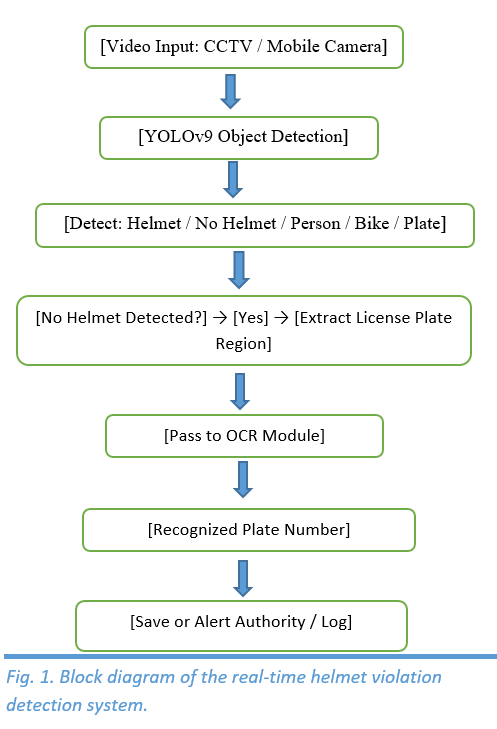 [Video Input: CCTV / Mobile Camera]
[YOLOv9 Object Detection]
[Detect: Helmet / No Helmet / Person / Bike / Plate]
[No Helmet Detected?] → [Yes] → [Extract License Plate
Region]
[Pass to OCR Module]
[Recognized Plate Number]
[Save or Alert Authority / Log]
Fig. 1. Block diagram of the real-time helmet violation
detection system.